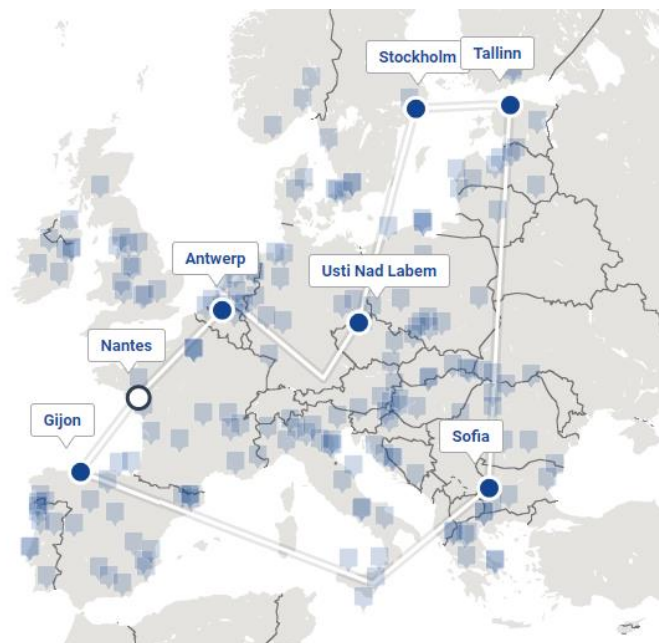 Stockholm
Tallinn
Antwerp
Usti Nad Labem
Nantes
Gijon
Sofia